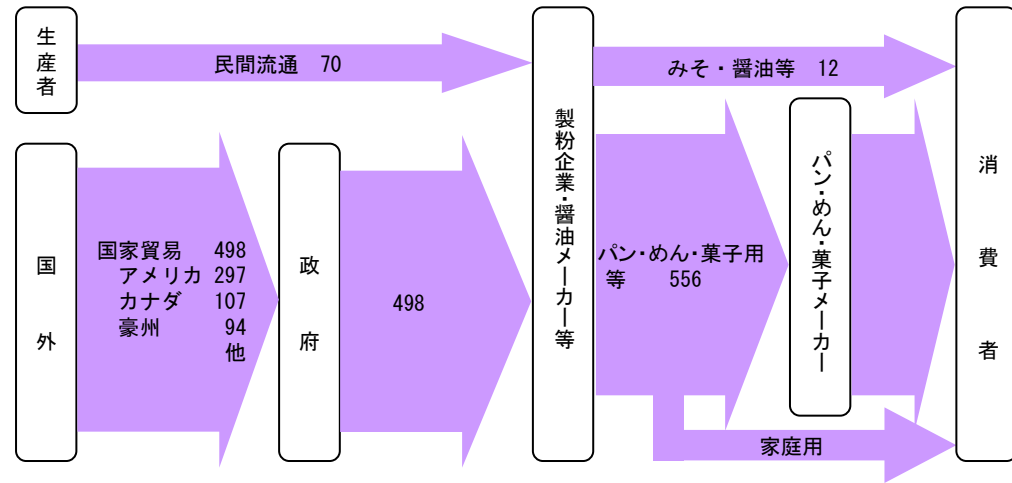 生産者
民間流通　70
製粉企業・醤油メーカー等
みそ・醤油等　12
消費者
国外
国家貿易　498
アメリカ 297
カナダ　107
豪州　94
他
政府
498
パン・めん・菓子用
等　556
パン・めん・菓子メーカー
家庭用